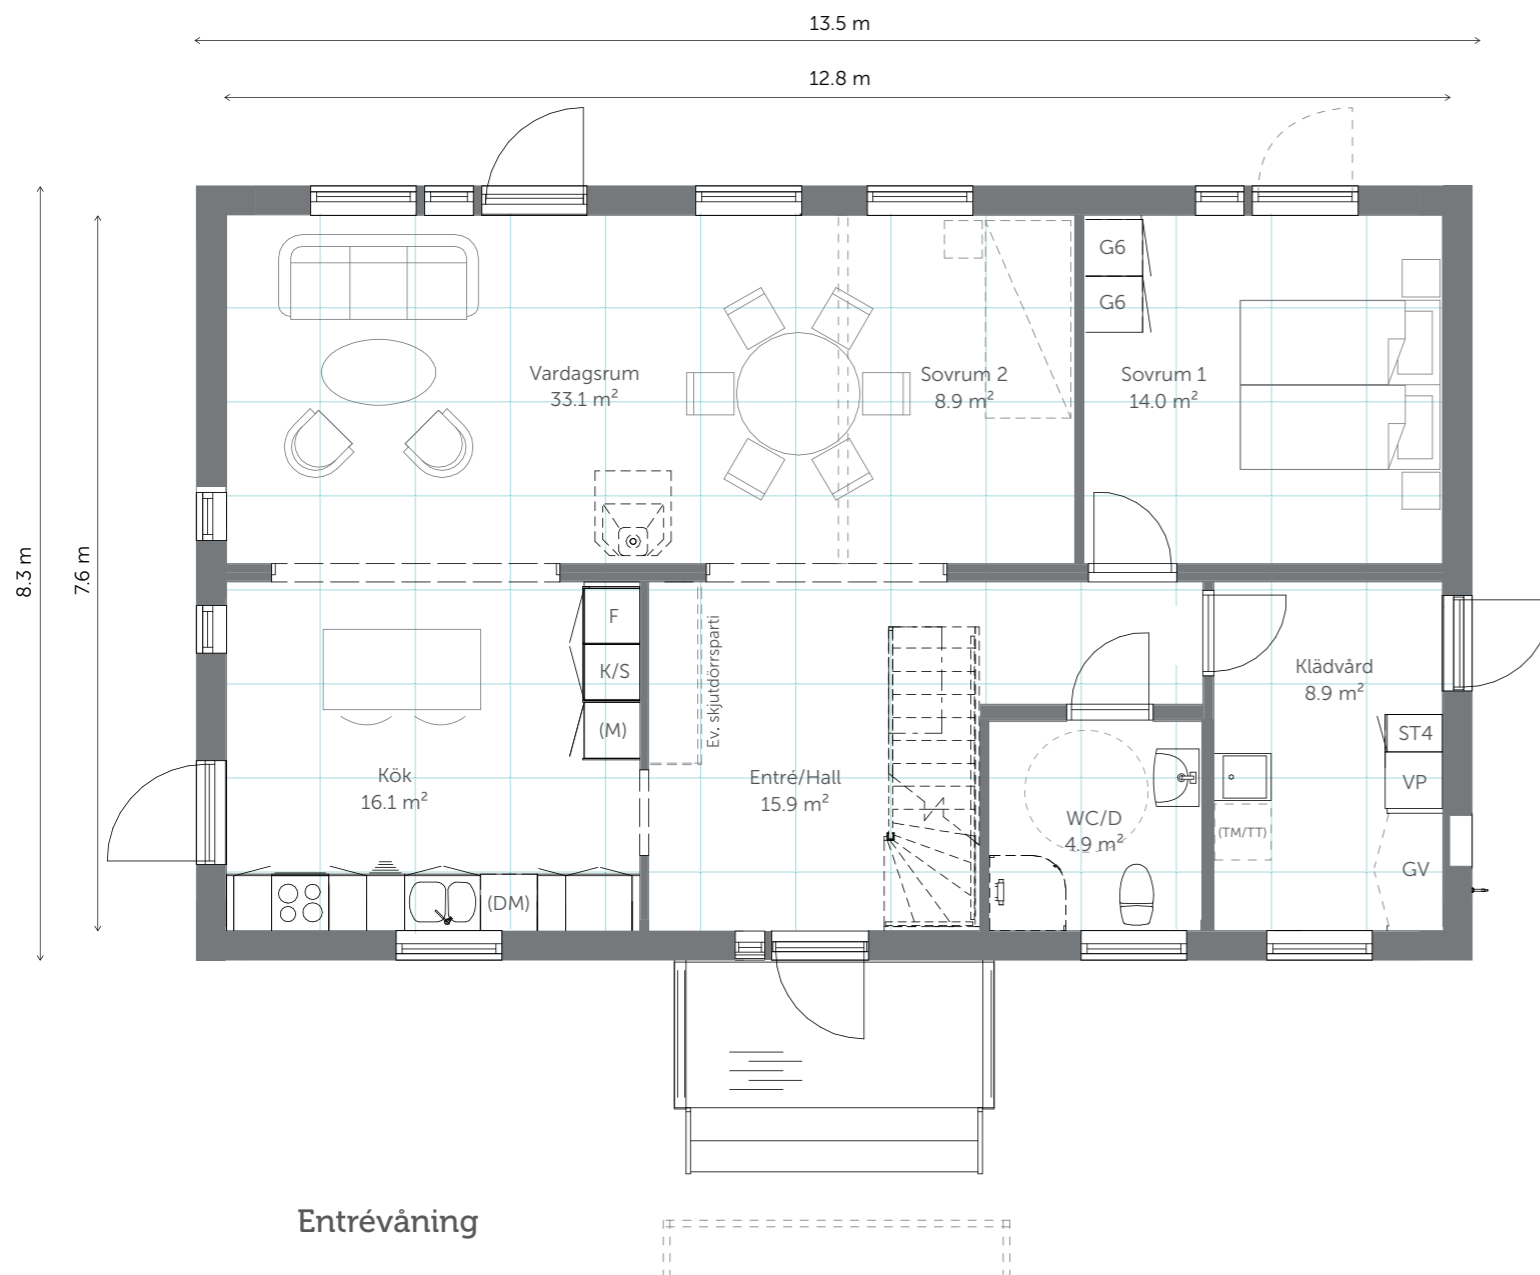 13.5 m
12.8 m
8.3 m
7.6 m
G6
G6
Vardagsrum
33.1 m²
Sovrum 2
8.9 m²
Sovrum 1
14.0 m²
F
K/S
(M)
Ev. skjutdörrsparti
Klädvård
8.9 m²
ST4
VP
Kök
16.1 m²
Entré/Hall
15.9 m²
WC/D
4.9 m²
(TM/TT)
GV
(DM)
Entrévåning